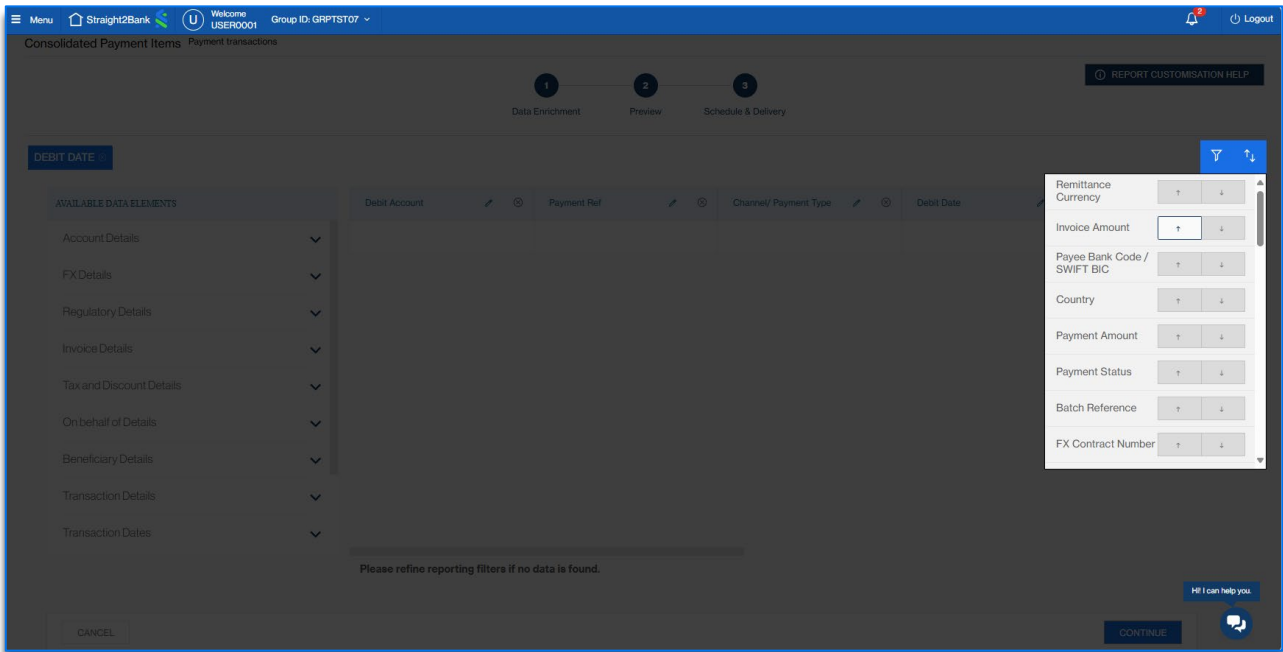 Menu
Straight2Bank
U
Welcome
USER0001
Group ID: GRPTST07
2
Logout
Consolidated Payment Items Payment transactions
REPORT CUSTOMISATION HELP
1
2
3
Data Enrichment
Preview
Schedule & Delivery
DEBIT DATE
AVAILABLE DATA ELEMENTS
Debit Account
Payment Ref
Channel/ Payment Type
Debit Date
Account Details
FX Details
Regulatory Details
Invoice Details
Tax and Discount Details
On behalf of Details
Beneficiary Details
Transaction Details
Transaction Dates
Remittance
Currency
Invoice Amount
Payee Bank Code /
SWIFT BIC
Country
Payment Amount
Payment Status
Batch Reference
FX Contract Number
Please refine reporting filters if no data is found.
Hi! I can help you.
CANCEL
CONTINUE